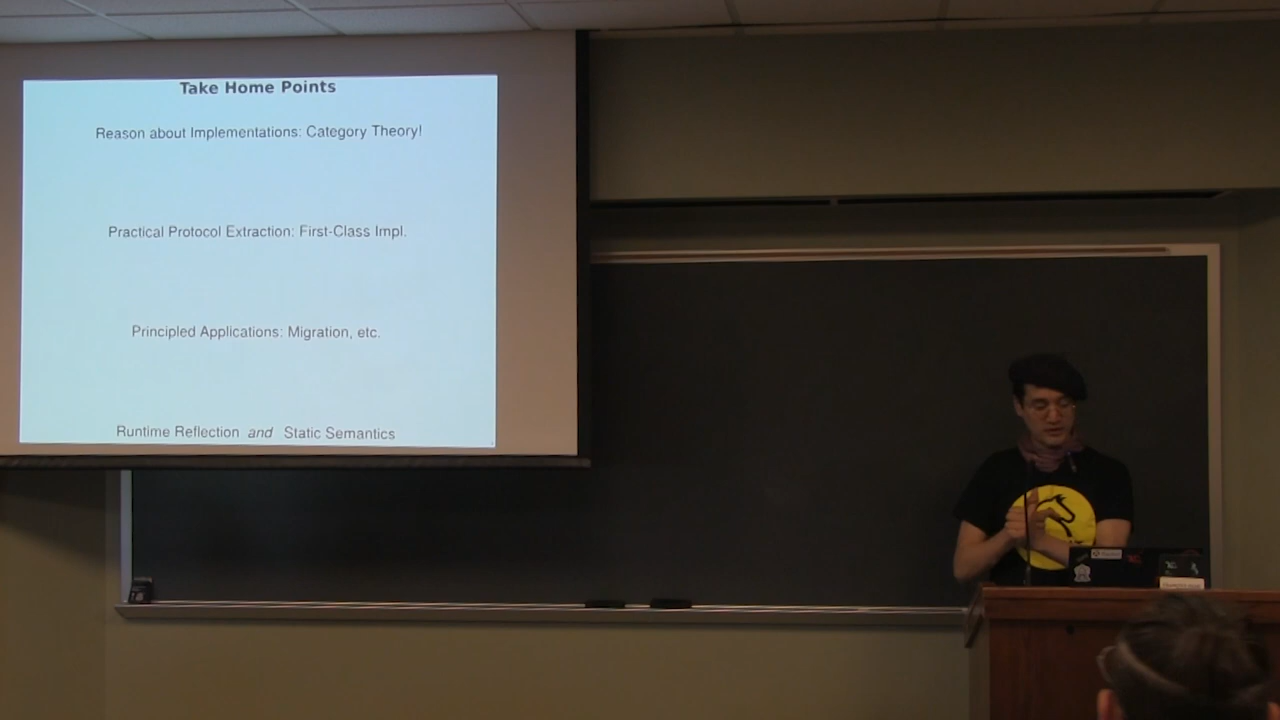 Take Home Points
Reason about Implementations: Category Theory!
Practical Protocol Extraction: First-Class Impl.
Principled Applications: Migration, etc.
Runtime Reflection and Static Semantics